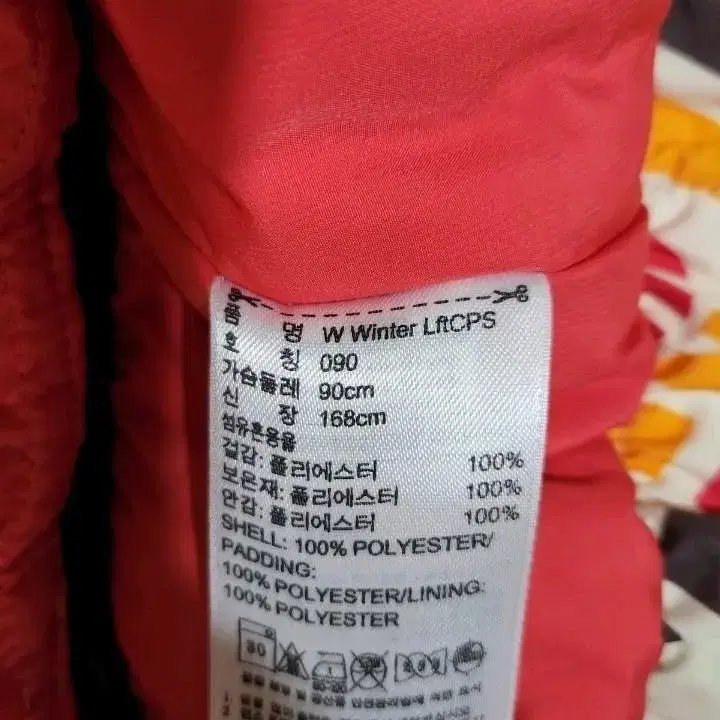 품 명 W Winter LftCPS
호 칭 090
가슴둘레 90cm
신 장 168cm
섬유혼용율
겉감: 폴리에스터 100%
보온재: 폴리에스터 100%
안감: 폴리에스터 100%
SHELL: 100% POLYESTER/
PADDING:
100% POLYESTER/LINING:
100% POLYESTER
30